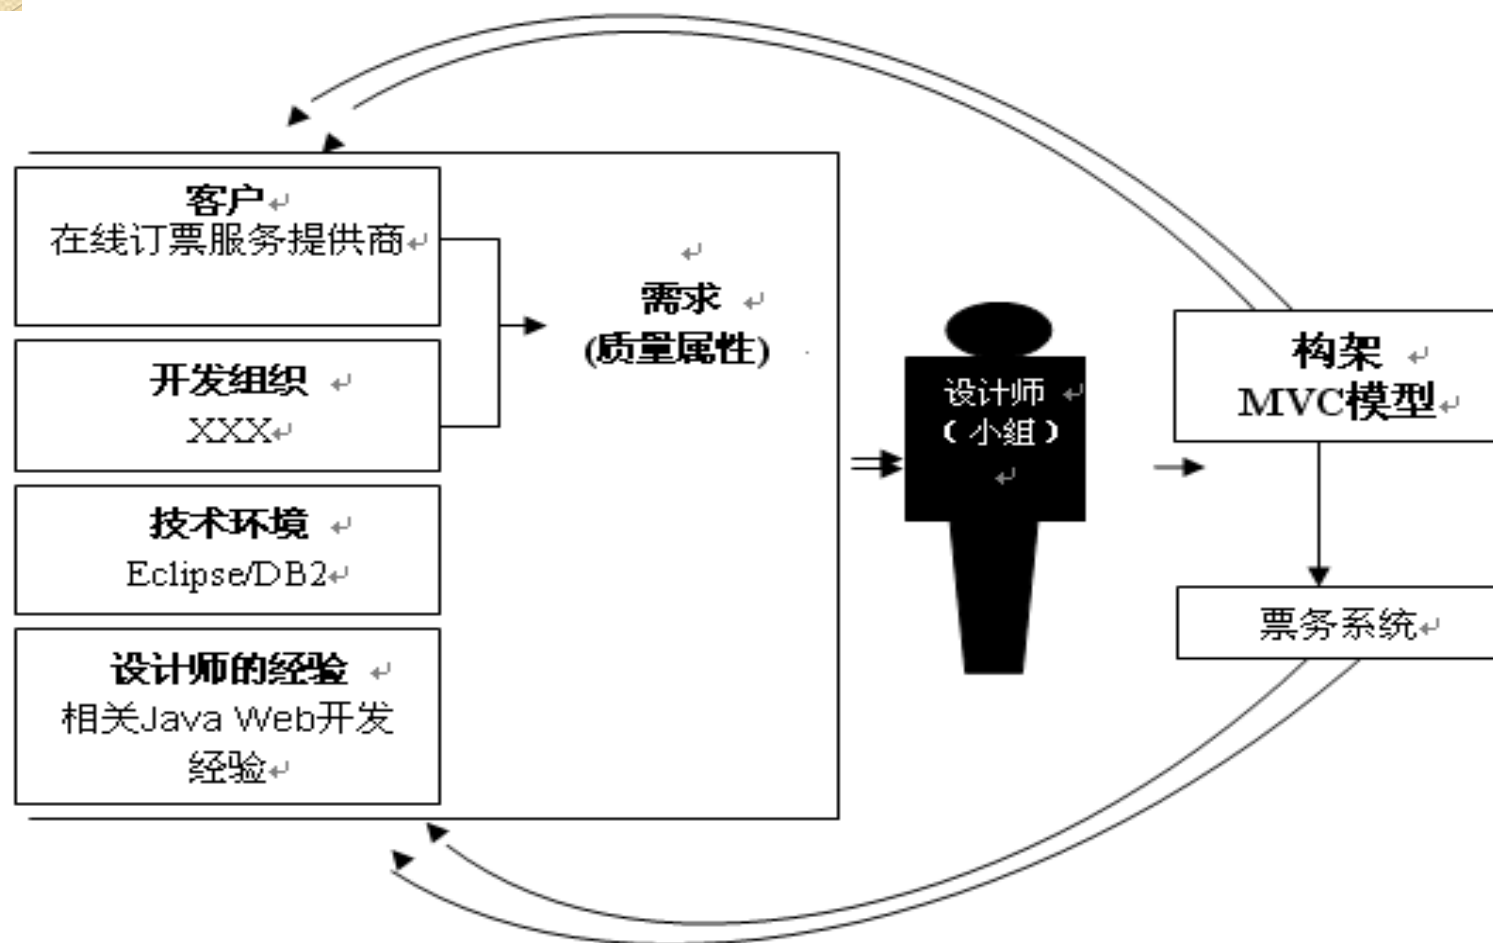 客户
在线订票服务提供商
开发组织
XXX
技术环境
Eclipse/DB2
设计师的经验
相关Java Web开发
经验
需求
(质量属性)
设计师
（小组）
构架
MVC模型
票务系统